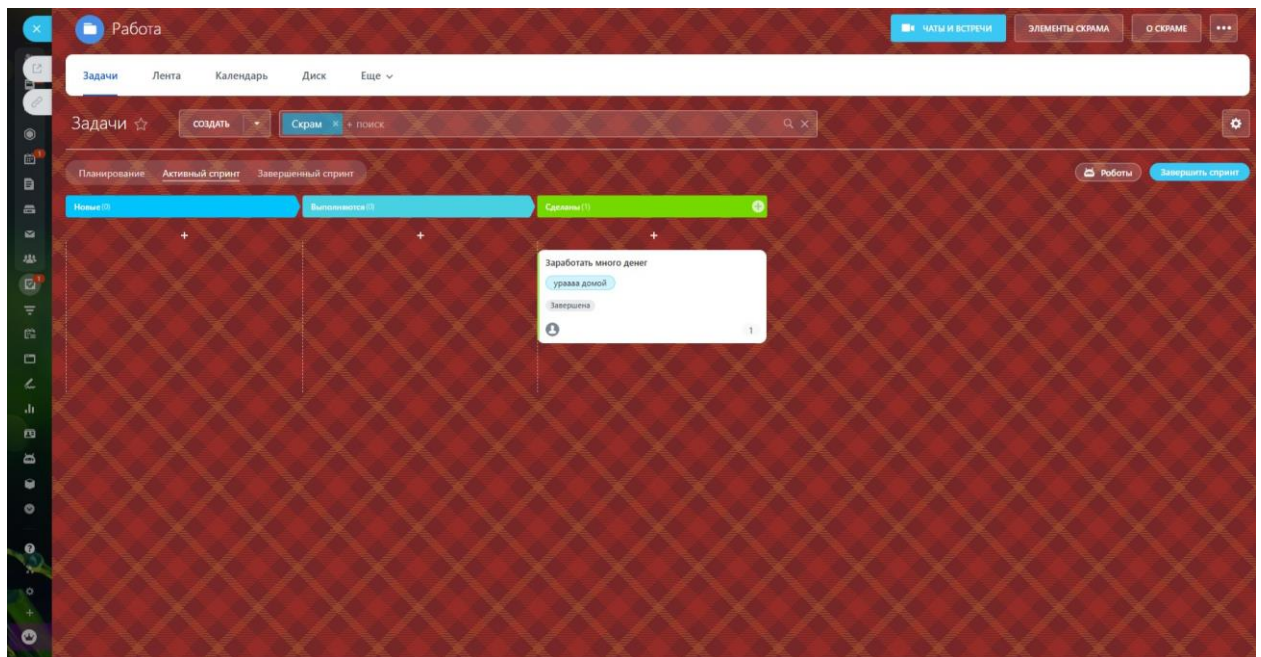 Работа
ЧАТЫ И ВСТРЕЧИ
ЭЛЕМЕНТЫ СКРАМА
О СКРАМЕ
Задачи Лента Календарь Диск Еще
Задачи
СОЗДАТЬ
Скрам × + поиск
Планирование Активный спринт Завершенный спринт
Роботы
Завершить спринт
Новые (0)
Выполняются (0)
Сделаны (1)
Заработать много денег
ураааа домой
Завершена
1